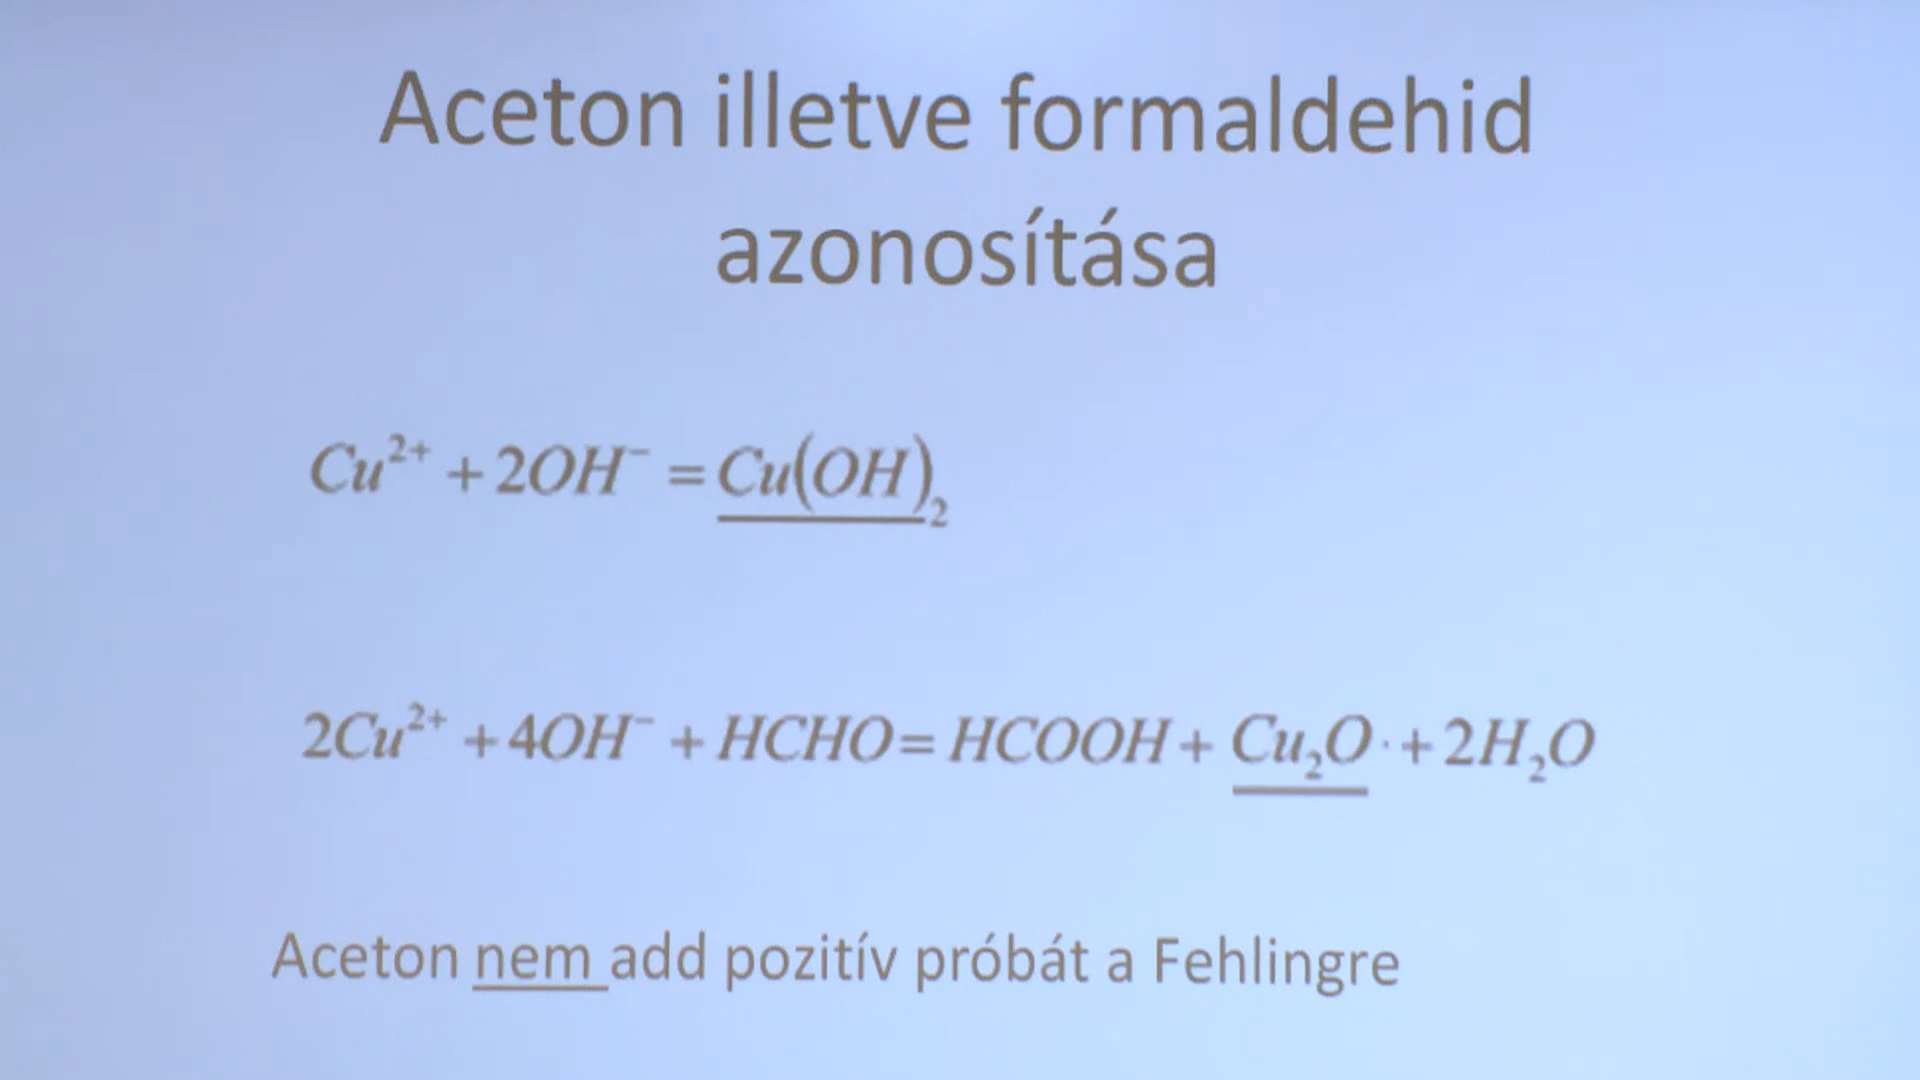 Aceton illetve formaldehid
azonosítása
Cu²⁺ + 2OH⁻ = Cu(OH)₂
2Cu²⁺ + 4OH⁻ + HCHO = HCOOH + Cu₂O · + 2H₂O
Aceton nem add pozitív próbát a Fehlingre